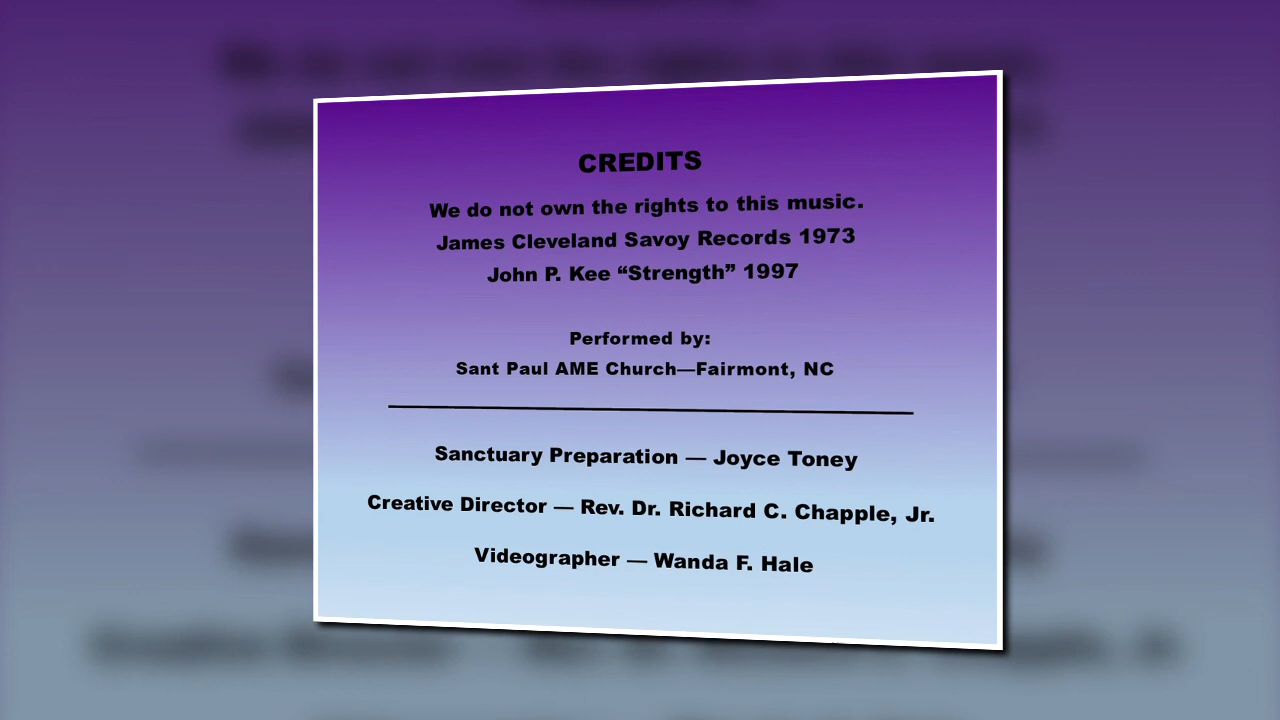 CREDITS
We do not own the rights to this music.
James Cleveland Savoy Records 1973
John P. Kee “Strength” 1997
Performed by:
Sant Paul AME Church—Fairmont, NC
Sanctuary Preparation — Joyce Toney
Creative Director — Rev. Dr. Richard C. Chapple, Jr.
Videographer — Wanda F. Hale